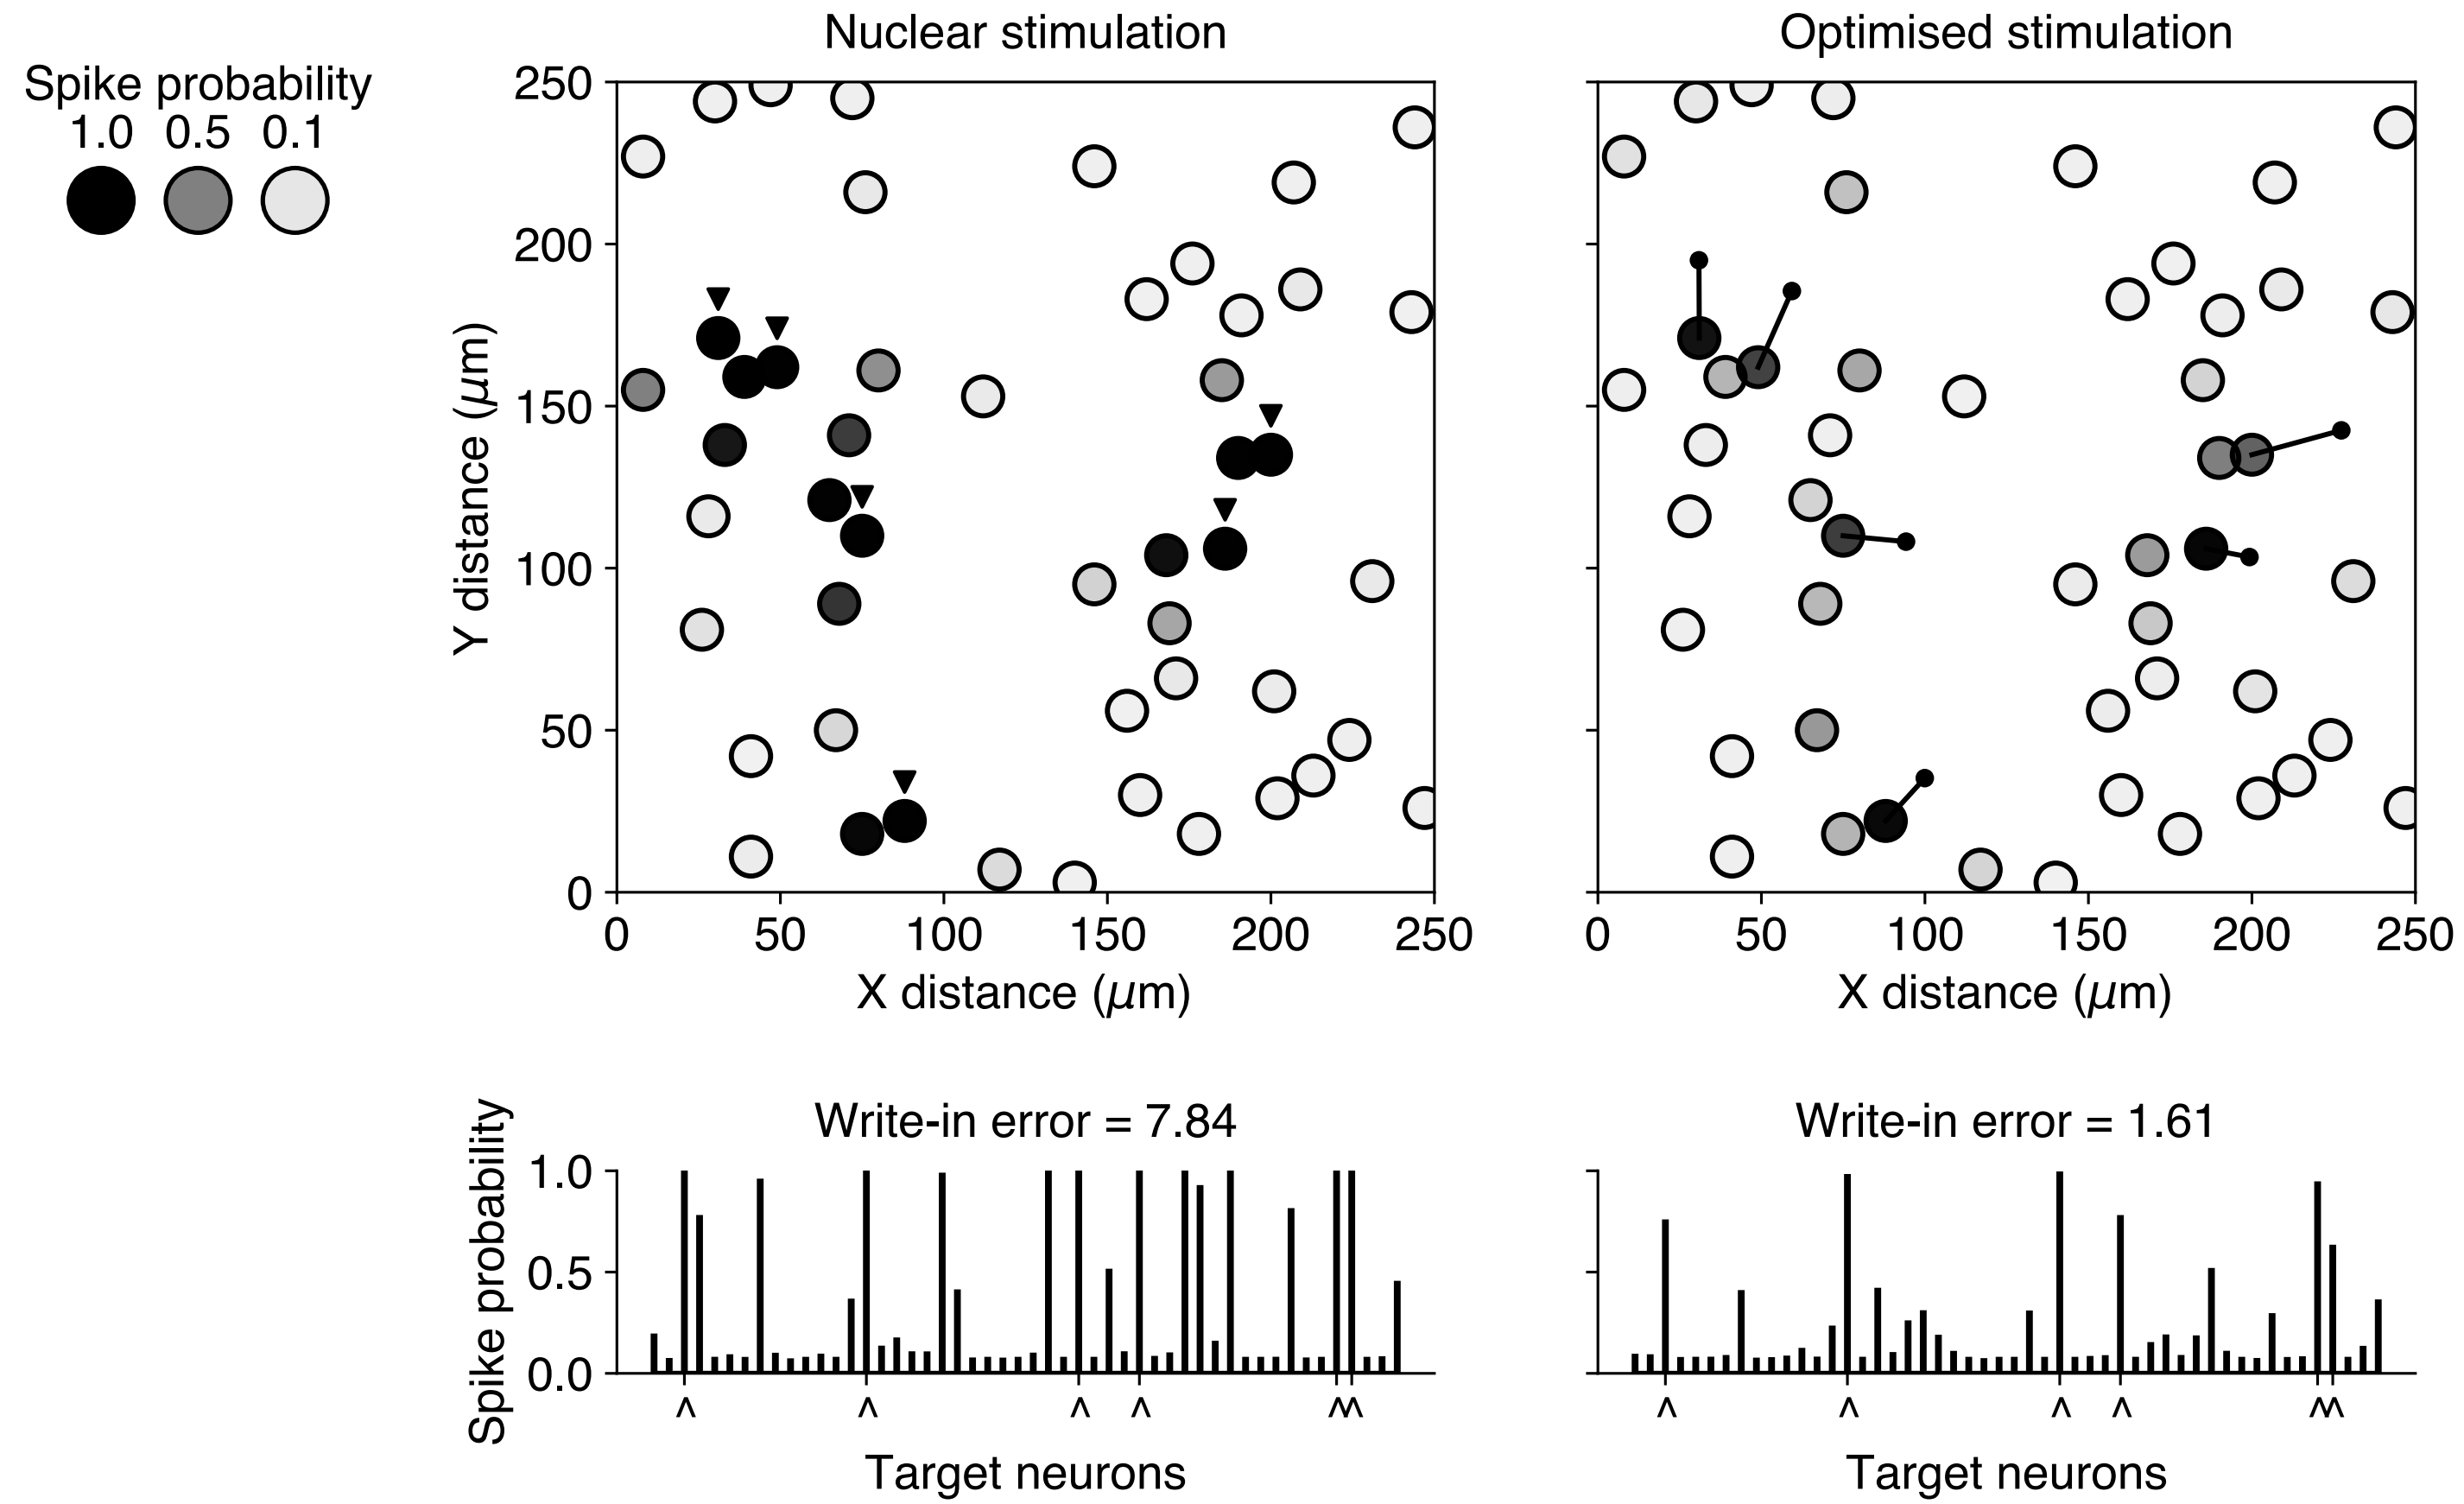 Spike probability
1.0 0.5 0.1
Nuclear stimulation
Y distance (μm)
250
200
150
100
50
0
0 50 100 150 200 250
X distance (μm)
Optimised stimulation
0 50 100 150 200 250
X distance (μm)
Write-in error = 7.84
Spike probability
1.0
0.5
0.0
^ ^ ^ ^ ^ ^
Target neurons
Write-in error = 1.61
^ ^ ^ ^ ^ ^
Target neurons